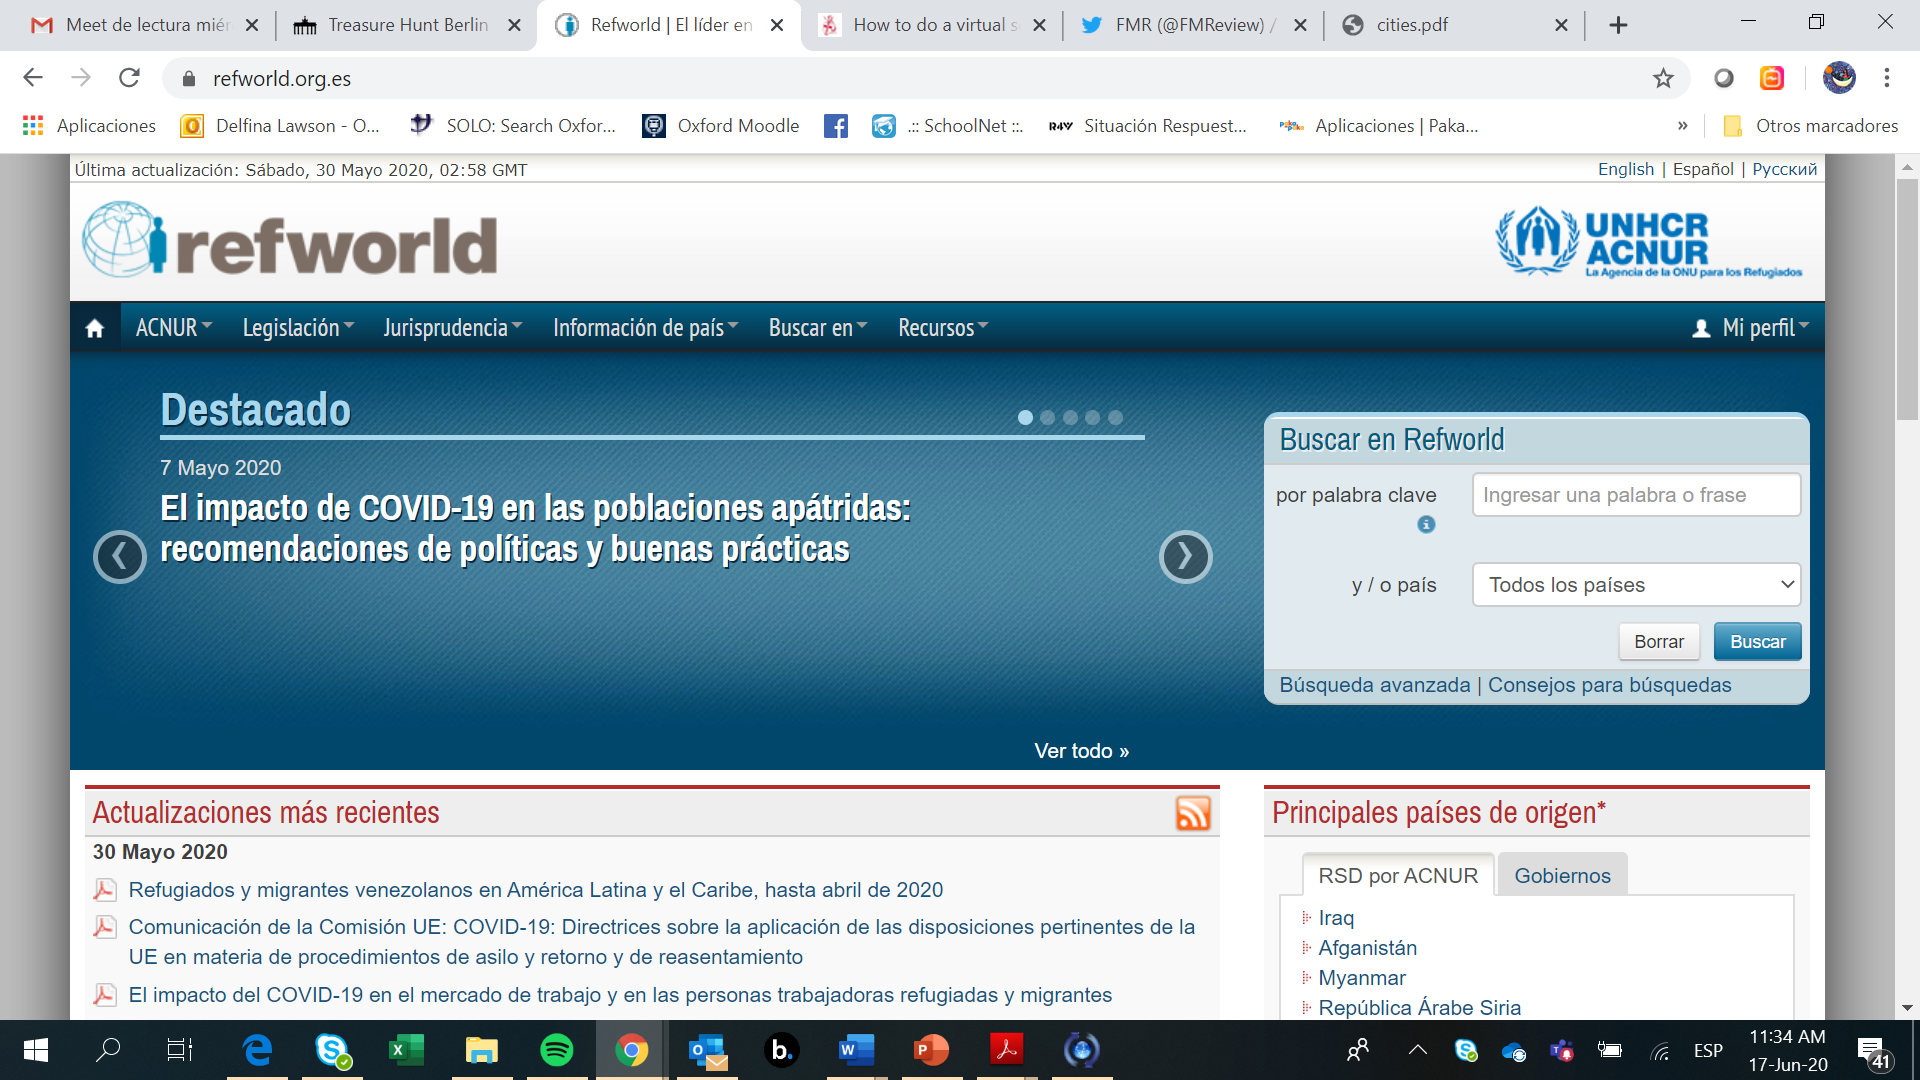 Meet de lectura miér
Treasure Hunt Berlin
Refworld | El líder en
How to do a virtual s
FMR (@FMReview) /
cities.pdf
refworld.org.es
Aplicaciones
Delfina Lawson - O...
SOLO: Search Oxfor...
Oxford Moodle
.:: SchoolNet ::.
R4V
Situación Respuest...
Aplicaciones | Paka...
»
Otros marcadores
Última actualización: Sábado, 30 Mayo 2020, 02:58 GMT
English | Español | Русский
refworld
UNHCR
ACNUR
La Agencia de la ONU para los Refugiados
ACNUR
Legislación
Jurisprudencia
Información de país
Buscar en
Recursos
Mi perfil
Destacado
7 Mayo 2020
El impacto de COVID-19 en las poblaciones apátridas:
recomendaciones de políticas y buenas prácticas
Ver todo »
Buscar en Refworld
por palabra clave
Ingresar una palabra o frase
y / o país
Todos los países
Borrar
Buscar
Búsqueda avanzada | Consejos para búsquedas
Actualizaciones más recientes
30 Mayo 2020
Refugiados y migrantes venezolanos en América Latina y el Caribe, hasta abril de 2020
Comunicación de la Comisión UE: COVID-19: Directrices sobre la aplicación de las disposiciones pertinentes de la
UE en materia de procedimientos de asilo y retorno y de reasentamiento
El impacto del COVID-19 en el mercado de trabajo y en las personas trabajadoras refugiadas y migrantes
Principales países de origen*
RSD por ACNUR
Gobiernos
Iraq
Afganistán
Myanmar
República Árabe Siria
b.
ESP
11:34 AM
17-Jun-20
41